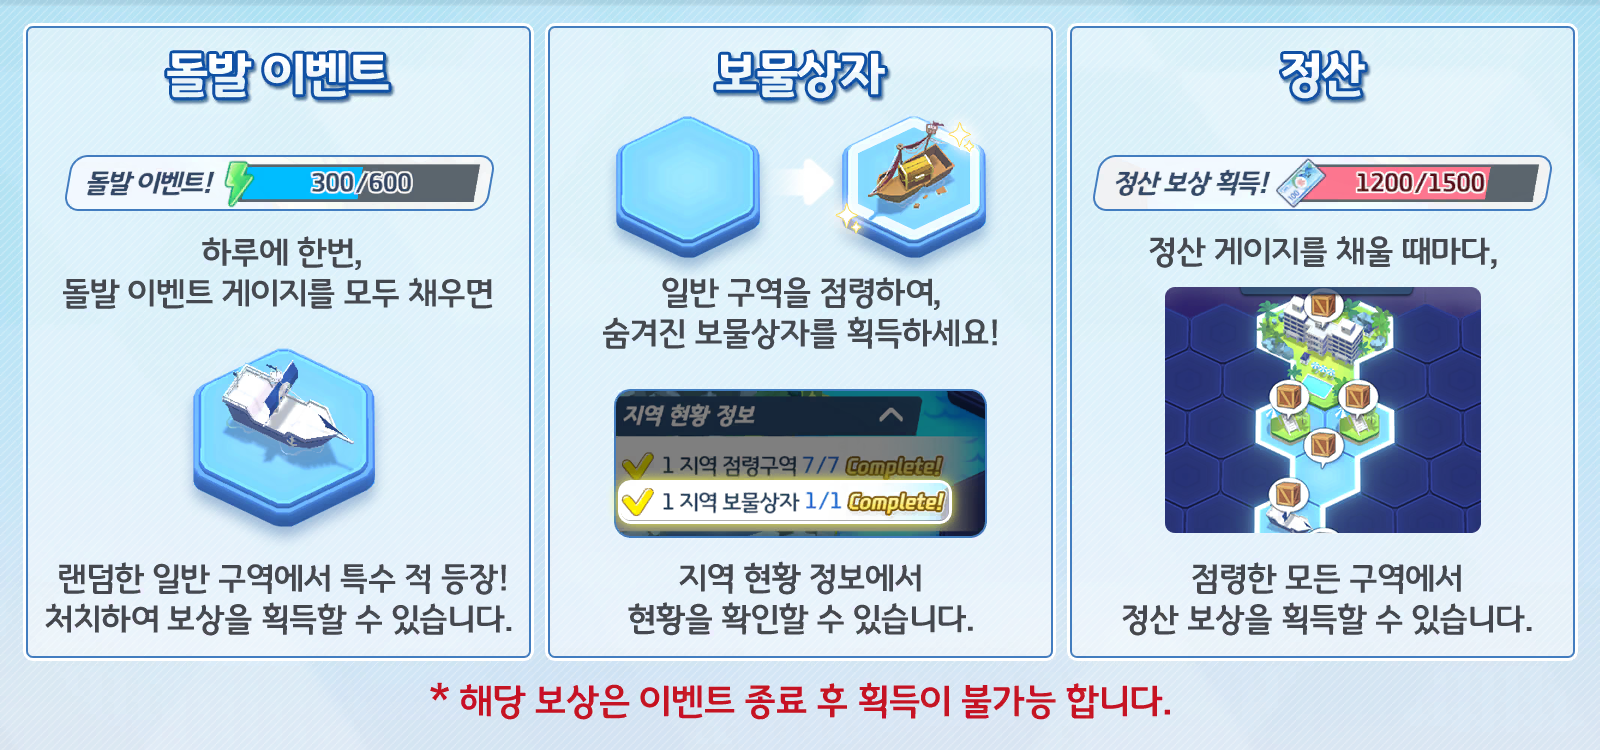 돌발 이벤트
돌발 이벤트! 300/600
하루에 한번,
돌발 이벤트 게이지를 모두 채우면
랜덤한 일반 구역에서 특수 적 등장!
처치하여 보상을 획득할 수 있습니다.
보물상자
일반 구역을 점령하여,
숨겨진 보물상자를 획득하세요!
지역 현황 정보
1 지역 점령구역 7/7 Complete!
1 지역 보물상자 1/1 Complete!
지역 현황 정보에서
현황을 확인할 수 있습니다.
정산
정산 보상 획득! 1200/1500
정산 게이지를 채울 때마다,
점령한 모든 구역에서
정산 보상을 획득할 수 있습니다.
* 해당 보상은 이벤트 종료 후 획득이 불가능 합니다.